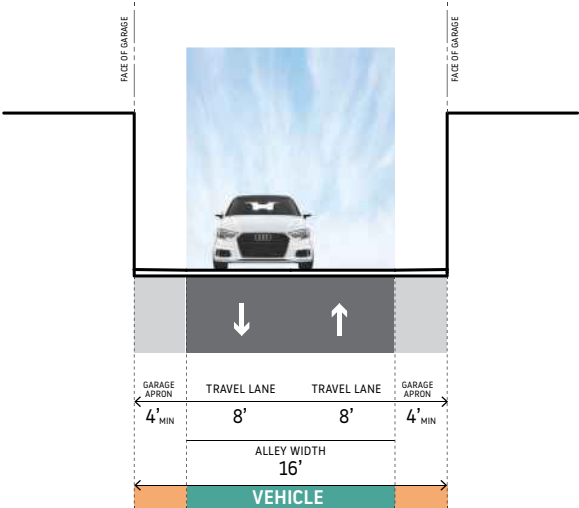 FACE OF GARAGE
FACE OF GARAGE
GARAGE
APRON
TRAVEL LANE
TRAVEL LANE
GARAGE
APRON
4’MIN
8’
8’
4’MIN
ALLEY WIDTH
16’
VEHICLE